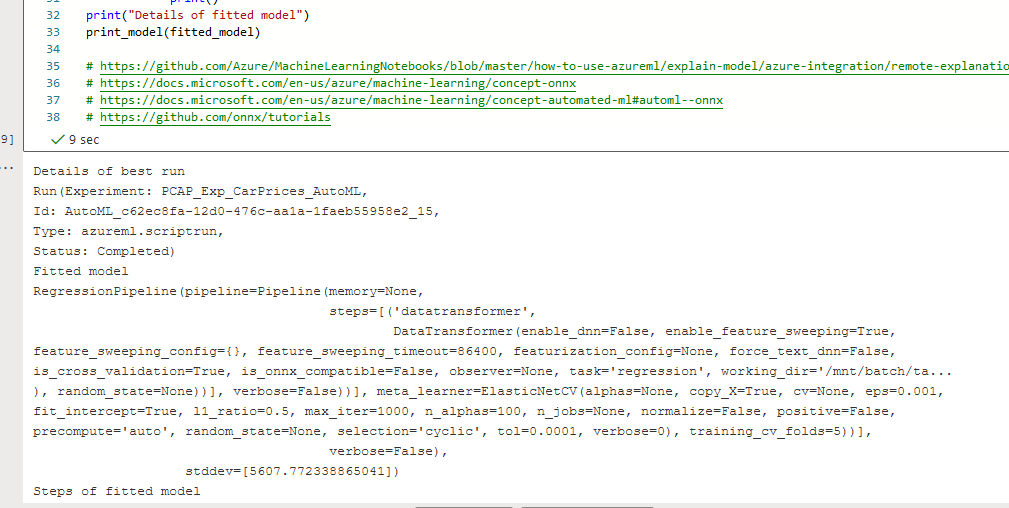 print()
32 print("Details of fitted model")
33 print_model(fitted_model)
34
35 # https://github.com/Azure/MachineLearningNotebooks/blob/master/how-to-use-azureml/explain-model/azure-integration/remote-explanatio
36 # https://docs.microsoft.com/en-us/azure/machine-learning/concept-onnx
37 # https://docs.microsoft.com/en-us/azure/machine-learning/concept-automated-ml#automl--onnx
38 # https://github.com/onnx/tutorials
9] ✓ 9 sec
...
Details of best run
Run(Experiment: PCAP_Exp_CarPrices_AutoML,
Id: AutoML_c62ec8fa-12d0-476c-aa1a-1faeb55958e2_15,
Type: azureml.scriptrun,
Status: Completed)
Fitted model
RegressionPipeline(pipeline=Pipeline(memory=None,
steps=[('datatransformer',
DataTransformer(enable_dnn=False, enable_feature_sweeping=True,
feature_sweeping_config={}, feature_sweeping_timeout=86400, featurization_config=None, force_text_dnn=False,
is_cross_validation=True, is_onnx_compatible=False, observer=None, task='regression', working_dir='/mnt/batch/ta...
), random_state=None))], verbose=False))], meta_learner=ElasticNetCV(alphas=None, copy_X=True, cv=None, eps=0.001,
fit_intercept=True, l1_ratio=0.5, max_iter=1000, n_alphas=100, n_jobs=None, normalize=False, positive=False,
precompute='auto', random_state=None, selection='cyclic', tol=0.0001, verbose=0), training_cv_folds=5))],
verbose=False),
stddev=[5607.772338865041])
Steps of fitted model